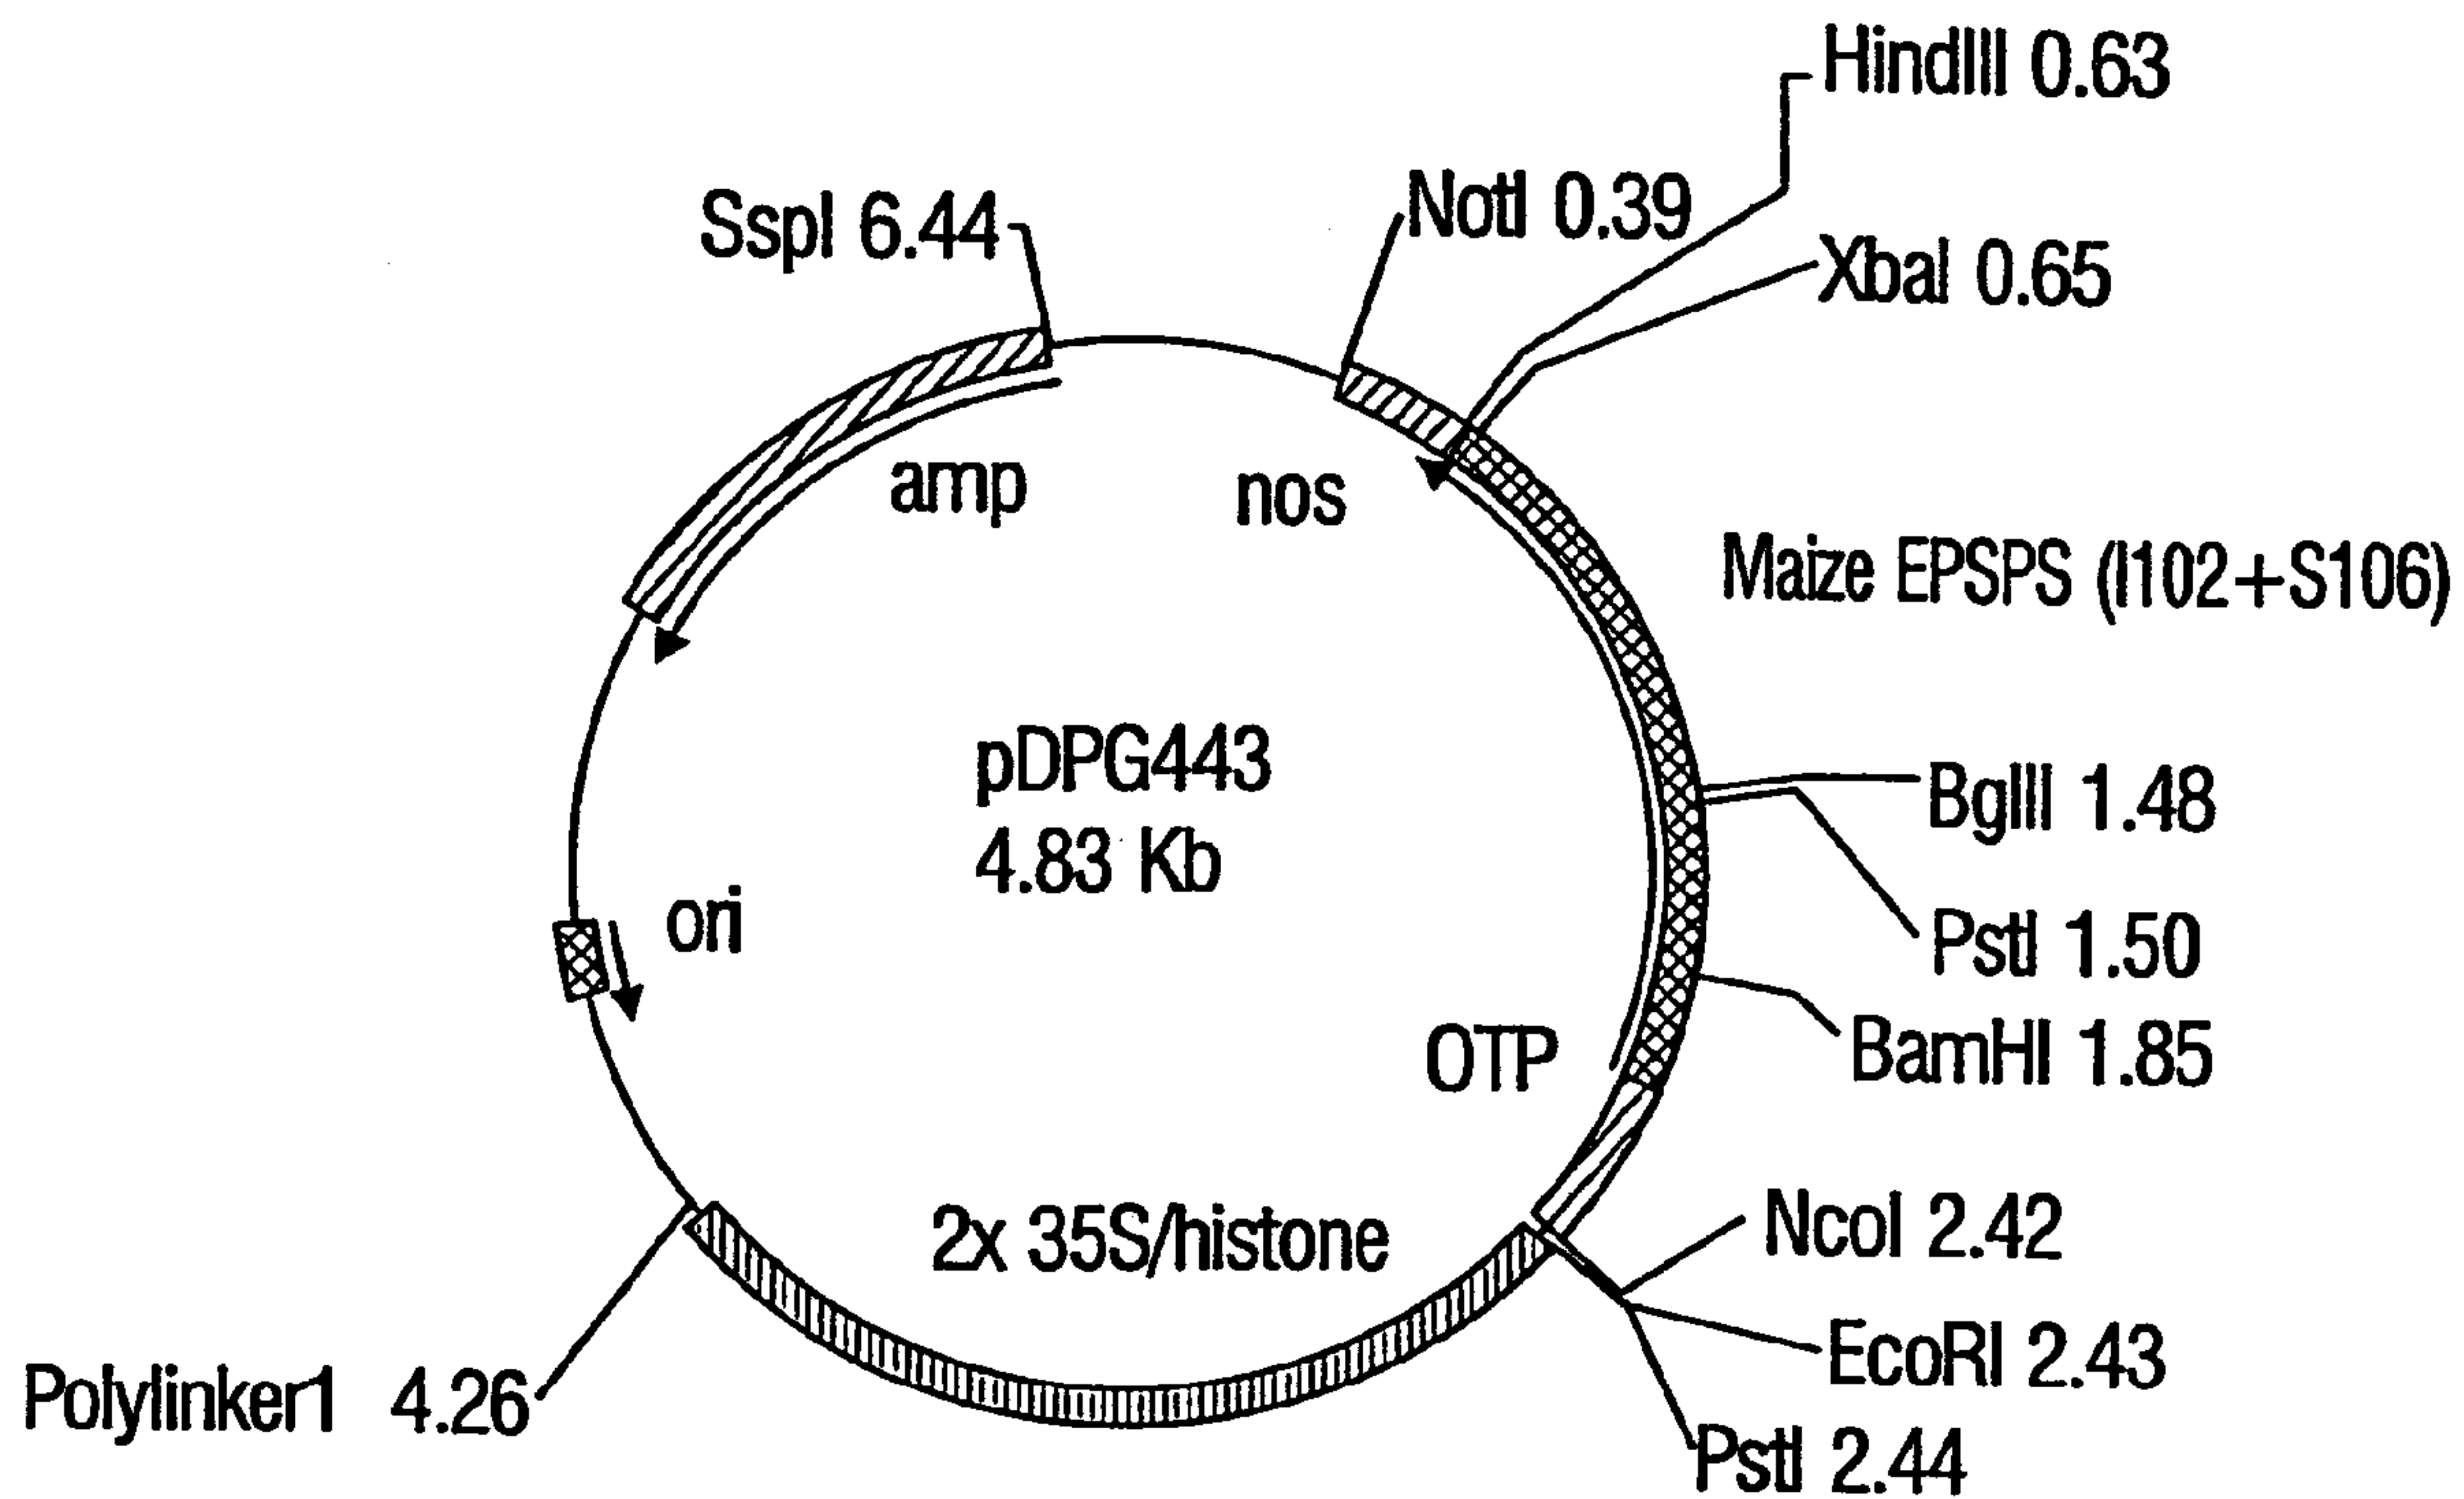 HindIII 0.63
SspI 6.44
NotI 0.39
XbaI 0.65
amp
nos
Maize EPSPS (I102+S106)
pDPG443
4.83 Kb
BglII 1.48
ori
PstI 1.50
OTP
BamHI 1.85
2x 35S/histone
NcoI 2.42
EcoRI 2.43
Polylinker1 4.26
PstI 2.44